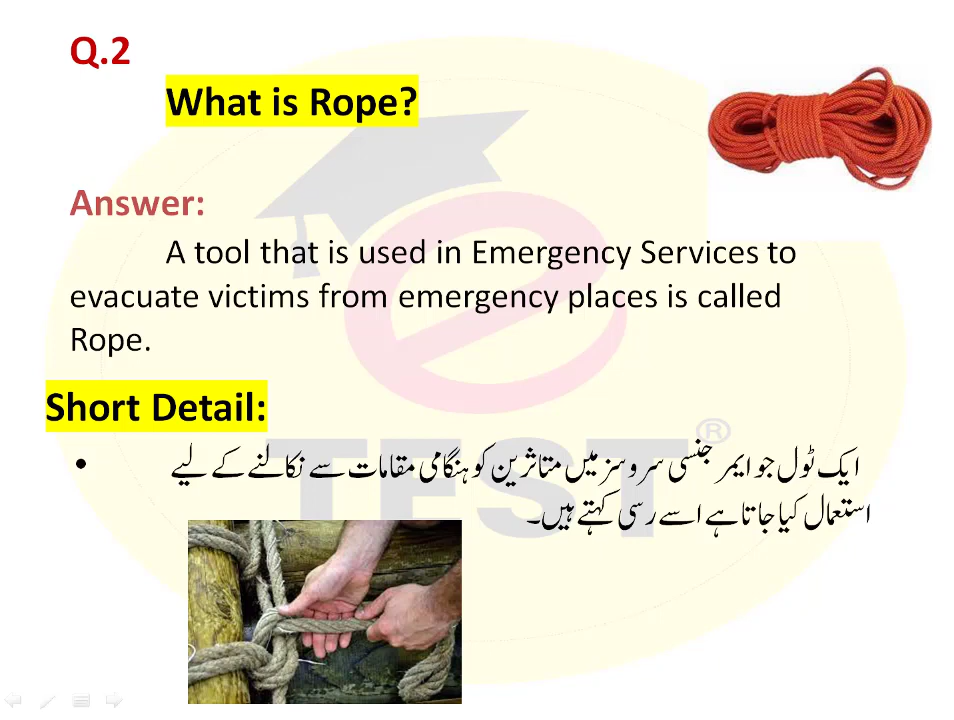 Q.2
What is Rope?
Answer:
A tool that is used in Emergency Services to
evacuate victims from emergency places is called
Rope.
Short Detail:
• ایک ٹول جو ایمرجنسی سروسز میں متاثرین کو ہنگامی مقامات سے نکالنے کے لیے
استعمال کیا جاتا ہے اسے رسی کہتے ہیں۔
TEST®